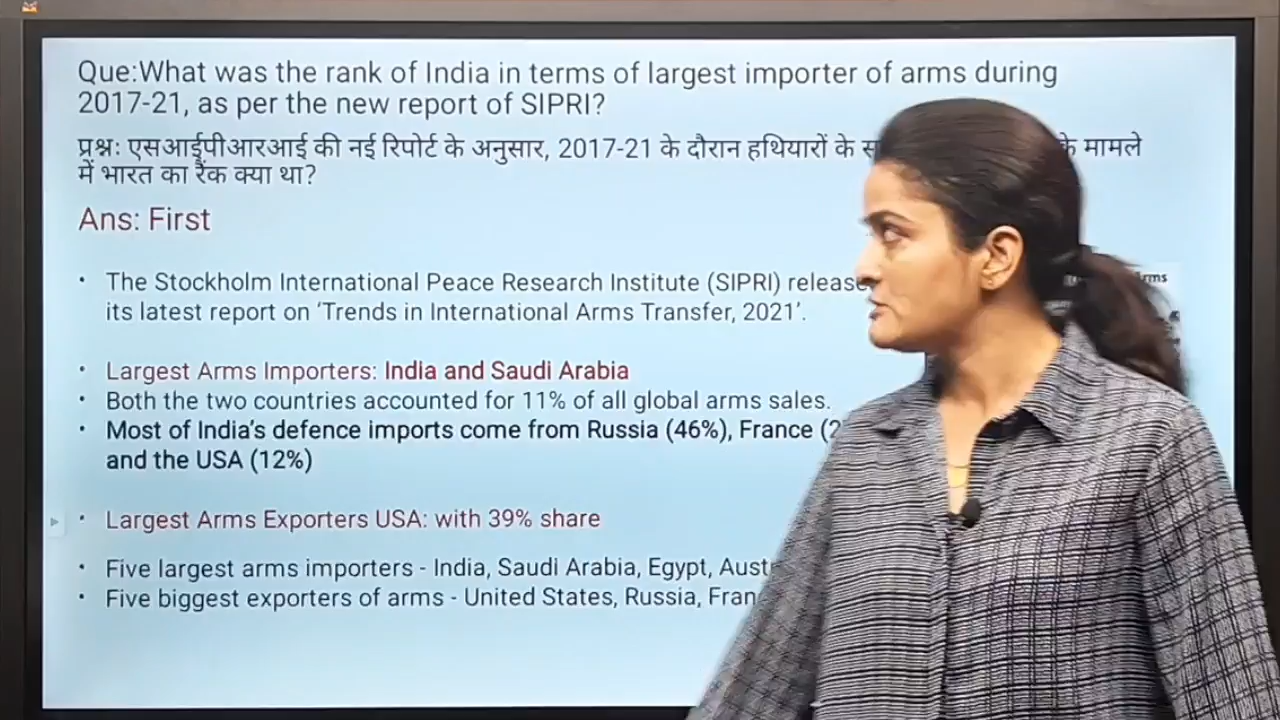 Que:What was the rank of India in terms of largest importer of arms during
2017-21, as per the new report of SIPRI?
प्रश्नः एसआईपीआरआई की नई रिपोर्ट के अनुसार, 2017-21 के दौरान हथियारों के के मामले
में भारत का रैंक क्या था?
Ans: First
• The Stockholm International Peace Research Institute (SIPRI)
its latest report on ‘Trends in International Arms Transfer, 2021’.
• Largest Arms Importers: India and Saudi Arabia
• Both the two countries accounted for 11% of all global arms sales.
• Most of India’s defence imports come from Russia (46%), France
and the USA (12%)
• Largest Arms Exporters USA: with 39% share
• Five largest arms importers - India, Saudi Arabia, Egypt,
• Five biggest exporters of arms - United States, Russia,